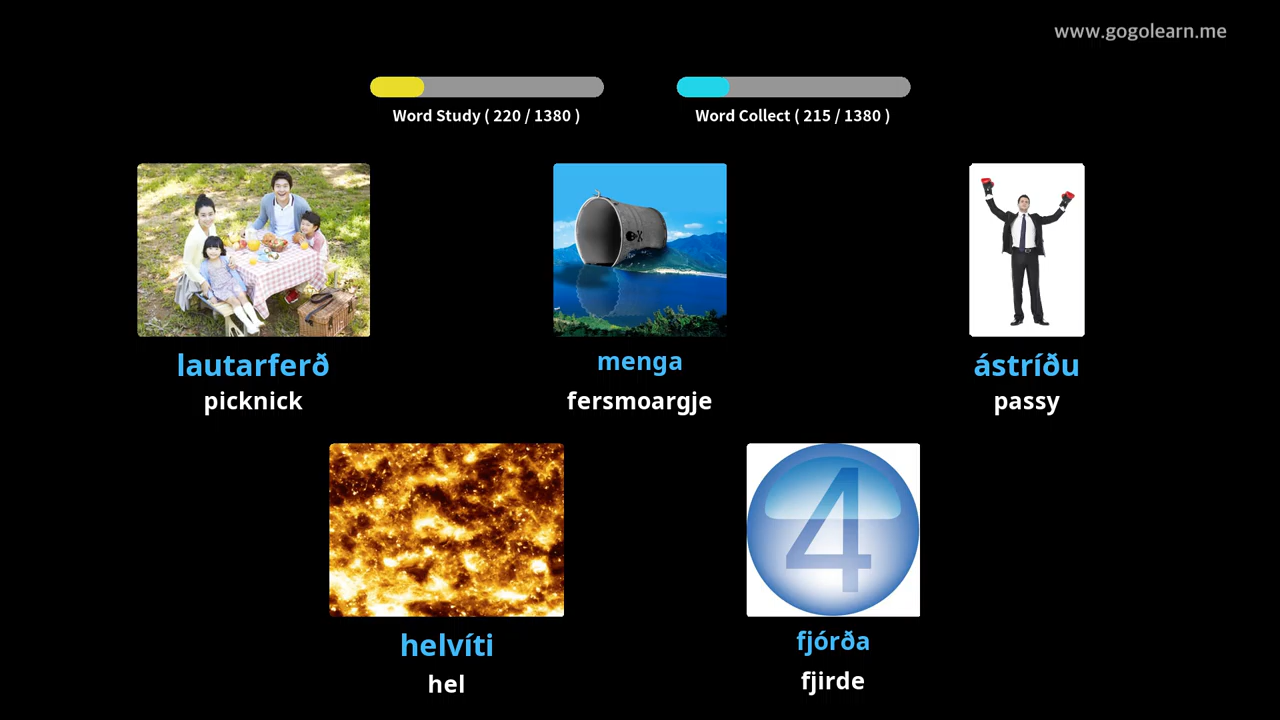 www.gogolearn.me
Word Study ( 220 / 1380 )
Word Collect ( 215 / 1380 )
lautarferð
picknick
menga
fersmoargje
ástríðu
passy
4
helvíti
hel
fjórða
fjirde